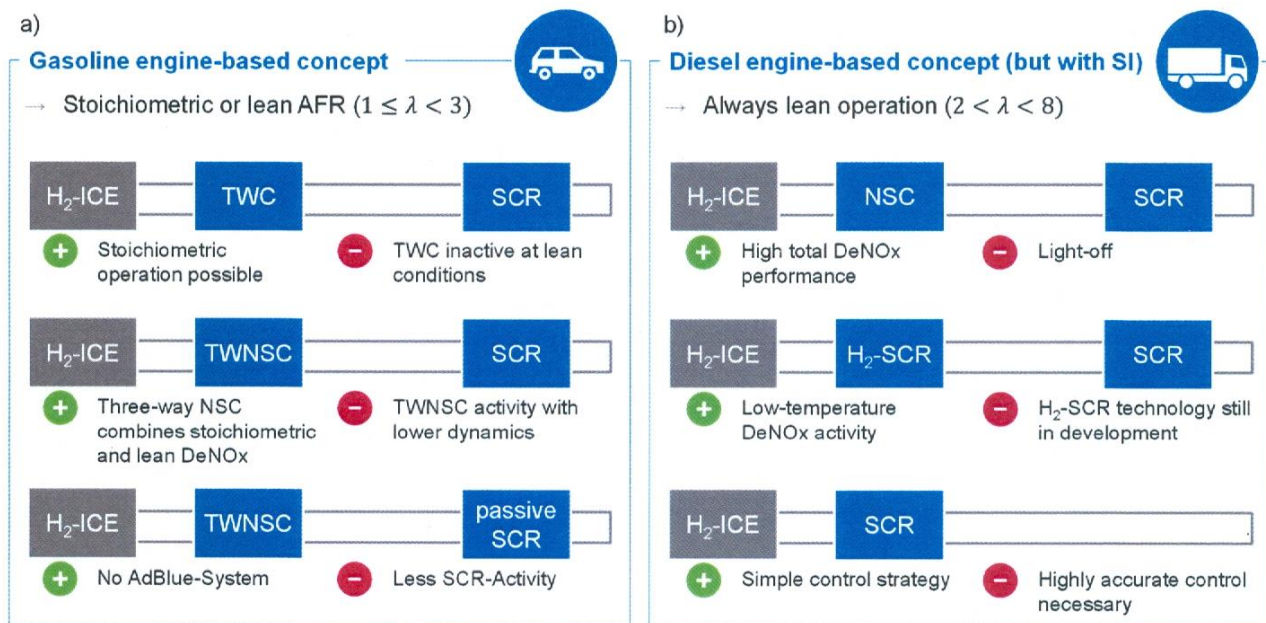 a)
Gasoline engine-based concept
→ Stoichiometric or lean AFR (1 ≤ λ < 3)
H₂-ICE
TWC
SCR
+ Stoichiometric
operation possible
− TWC inactive at lean
conditions
H₂-ICE
TWNSC
SCR
+ Three-way NSC
combines stoichiometric
and lean DeNOx
− TWNSC activity with
lower dynamics
H₂-ICE
TWNSC
passive
SCR
+ No AdBlue-System
− Less SCR-Activity
b)
Diesel engine-based concept (but with SI)
→ Always lean operation (2 < λ < 8)
H₂-ICE
NSC
SCR
+ High total DeNOx
performance
− Light-off
H₂-ICE
H₂-SCR
SCR
+ Low-temperature
DeNOx activity
− H₂-SCR technology still
in development
H₂-ICE
SCR
+ Simple control strategy
− Highly accurate control
necessary